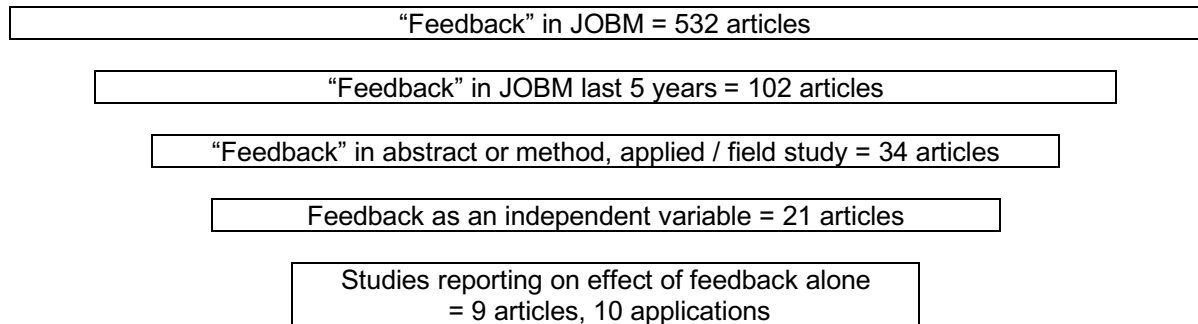 “Feedback” in JOBM = 532 articles
“Feedback” in JOBM last 5 years = 102 articles
“Feedback” in abstract or method, applied / field study = 34 articles
Feedback as an independent variable = 21 articles
Studies reporting on effect of feedback alone
= 9 articles, 10 applications